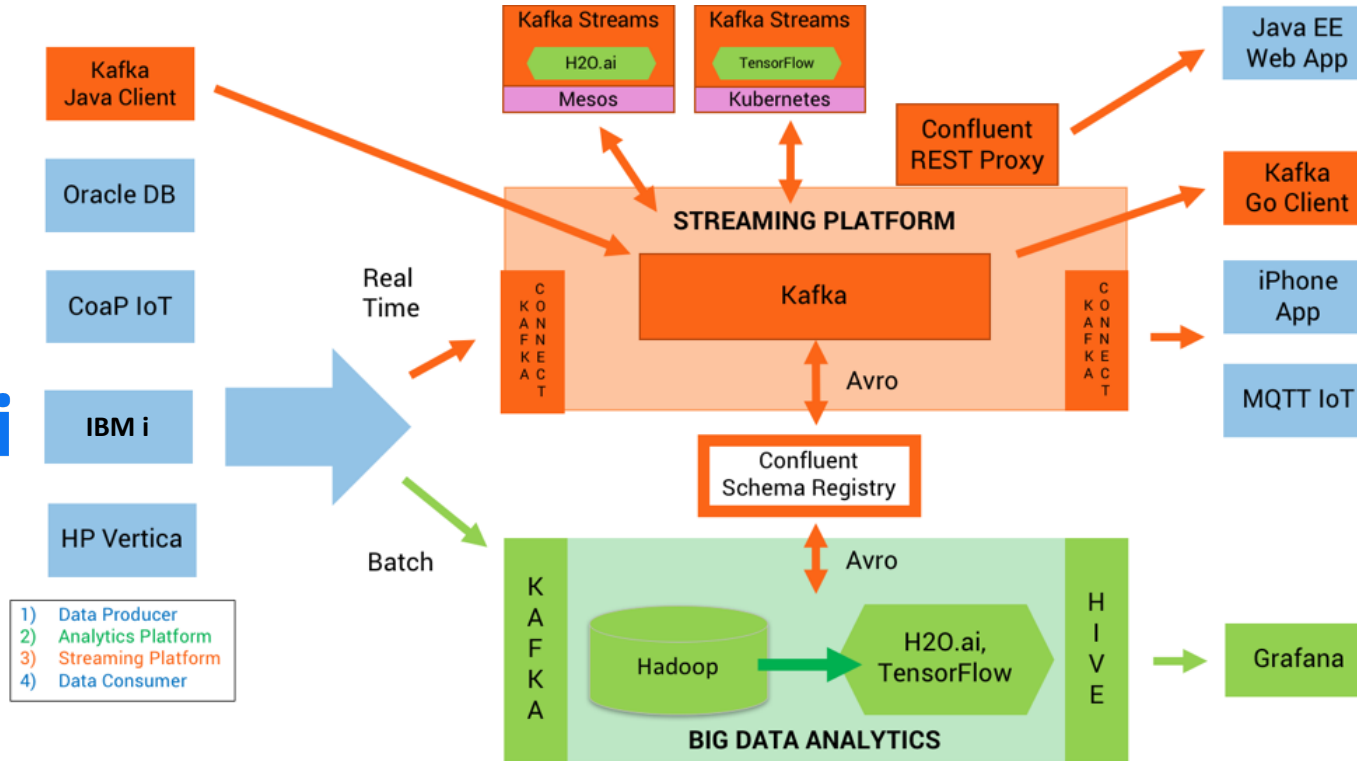 Kafka
Java Client
Oracle DB
CoaP IoT
IBM i
HP Vertica
1) Data Producer
2) Analytics Platform
3) Streaming Platform
4) Data Consumer
Real
Time
Batch
Kafka Streams
H2O.ai
Mesos
Kafka Streams
TensorFlow
Kubernetes
Confluent
REST Proxy
STREAMING PLATFORM
KAFKA
CONNECT
Kafka
KAFKA
CONNECT
Avro
Confluent
Schema Registry
Avro
KAFKA
Hadoop
H2O.ai,
TensorFlow
HIVE
BIG DATA ANALYTICS
Java EE
Web App
Kafka
Go Client
iPhone
App
MQTT IoT
Grafana
i